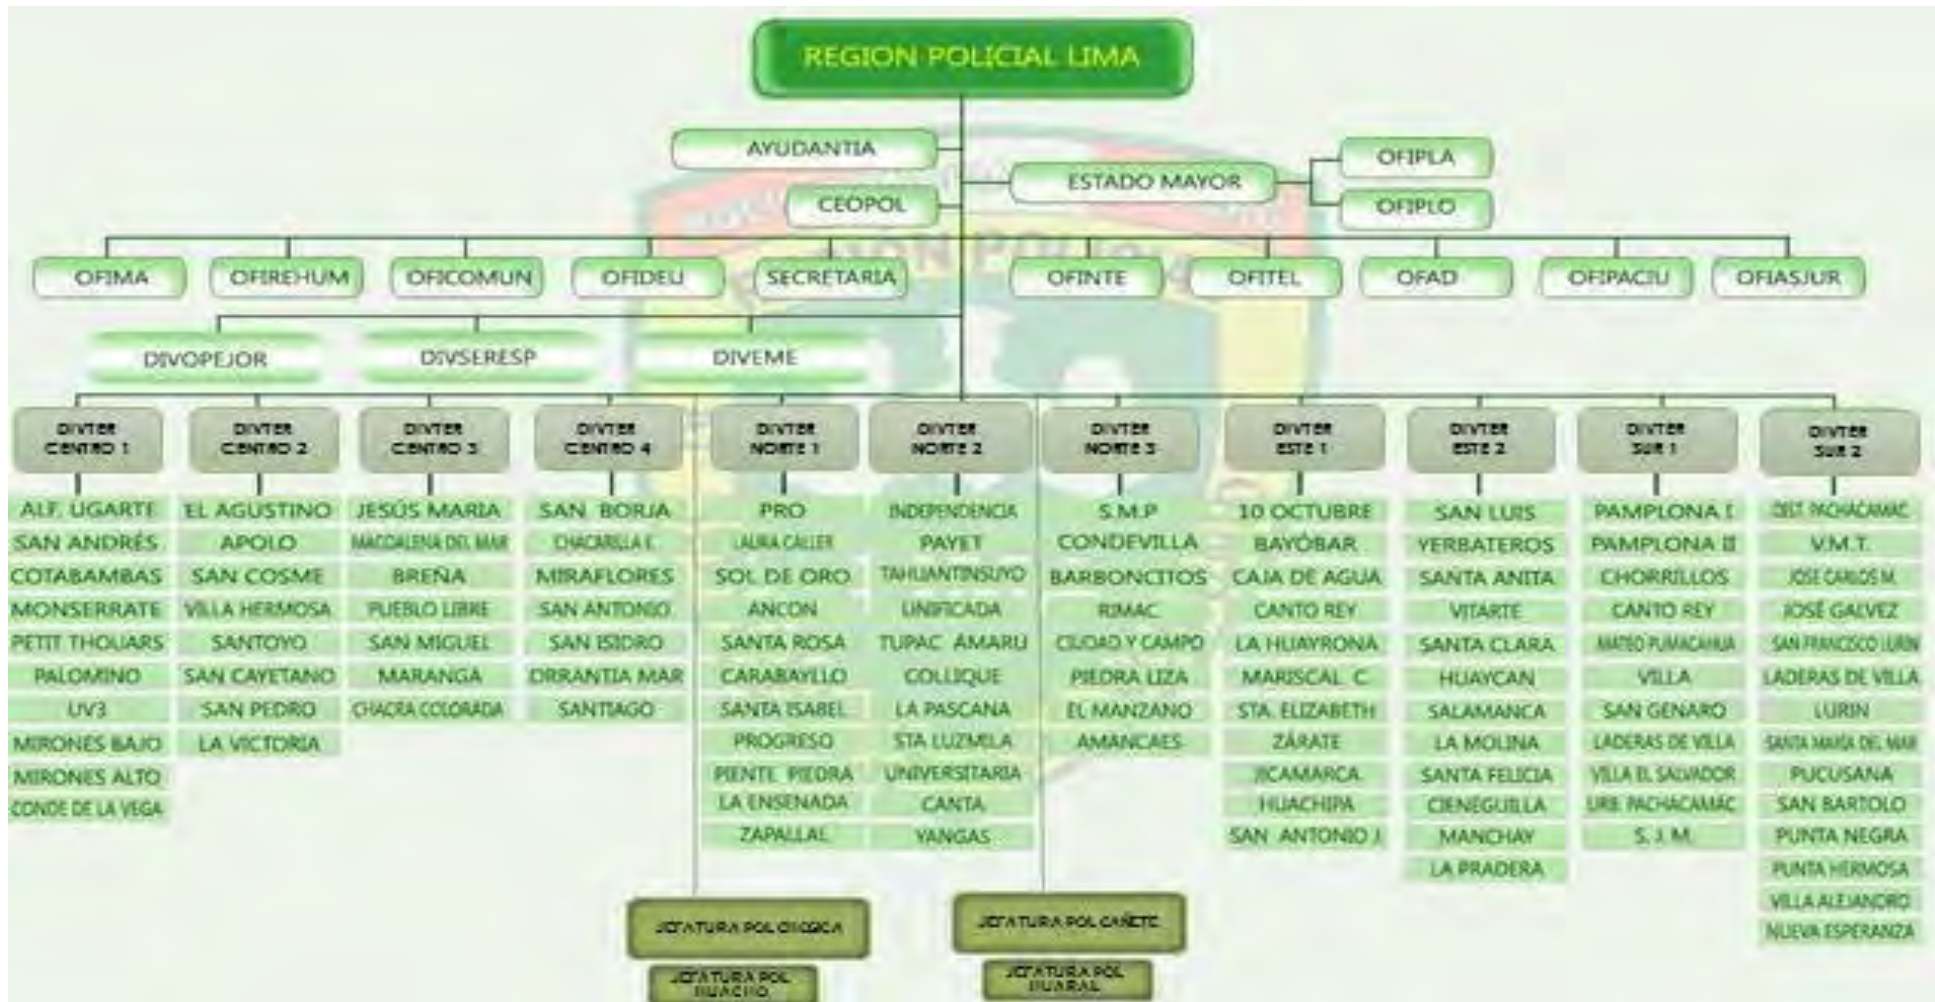 REGION POLICIAL LIMA
AYUDANTIA
CEOPOL
ESTADO MAYOR
OFIPLA
OFIPLO
OFIMA
OFIREHUM
OFICOMUN
OFIDEU
SECRETARIA
OFINTE
OFITEL
OFAD
OFIPACIU
OFIASJUR
DIVOPEJOR
DIVSERESP
DIVEME
DIVTER
CENTRO 1
ALF. UGARTE
SAN ANDRÉS
COTABAMBAS
MONSERRATE
PETIT THOUARS
PALOMINO
UV3
MIRONES BAJO
MIRONES ALTO
CONDE DE LA VEGA
DIVTER
CENTRO 2
EL AGUSTINO
APOLO
SAN COSME
VILLA HERMOSA
SANTOYO
SAN CAYETANO
SAN PEDRO
LA VICTORIA
DIVTER
CENTRO 3
JESÚS MARIA
MAGDALENA DEL MAR
BREÑA
PUEBLO LIBRE
SAN MIGUEL
MARANGA
CHACRA COLORADA
DIVTER
CENTRO 4
SAN BORJA
CHACARILLA E.
MIRAFLORES
SAN ANTONIO
SAN ISIDRO
ORRANTIA MAR
SANTIAGO
DIVTER
NORTE 1
PRO
LAURA CALLER
SOL DE ORO
ANCON
SANTA ROSA
CARABAYLLO
SANTA ISABEL
PROGRESO
PIENTE PIEDRA
LA ENSENADA
ZAPALLAL
DIVTER
NORTE 2
INDEPENDENCIA
PAYET
TAHUANTINSUYO
UNIFICADA
TUPAC AMARU
COLLIQUE
LA PASCANA
STA LUZMILA
UNIVERSITARIA
CANTA
YANGAS
DIVTER
NORTE 3
S.M.P
CONDEVILLA
BARBONCITOS
RIMAC
CIUDAD Y CAMPO
PIEDRA LIZA
EL MANZANO
AMANCAES
DIVTER
ESTE 1
10 OCTUBRE
BAYÓBAR
CAJA DE AGUA
CANTO REY
LA HUAYRONA
MARISCAL C.
STA. ELIZABETH
ZÁRATE
JICAMARCA
HUACHIPA
SAN ANTONIO J.
DIVTER
ESTE 2
SAN LUIS
YERBATEROS
SANTA ANITA
VITARTE
SANTA CLARA
HUAYCAN
SALAMANCA
LA MOLINA
SANTA FELICIA
CIENEGUILLA
MANCHAY
LA PRADERA
DIVTER
SUR 1
PAMPLONA I
PAMPLONA II
CHORRILLOS
CANTO REY
MATEO PUMACAHUA
VILLA
SAN GENARO
LADERAS DE VILLA
VILLA EL SALVADOR
URB. PACHACAMÁC
S. J. M.
DIVTER
SUR 2
DIST. PACHACAMAC
V.M.T.
JOSE CARLOS M.
JOSÉ GALVEZ
SAN FRANCISCO LURIN
LADERAS DE VILLA
LURIN
SANTA MARIA DEL MAR
PUCUSANA
SAN BARTOLO
PUNTA NEGRA
PUNTA HERMOSA
VILLA ALEJANDRO
NUEVA ESPERANZA
JEFATURA POL
JEFATURA POL CAÑETE
JEFATURA POL
HUACHO
JEFATURA POL
HUARAL